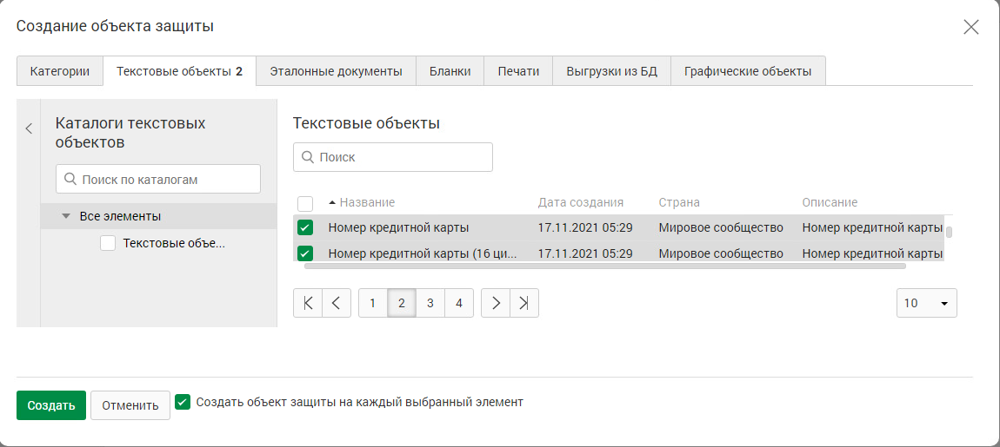 Создание объекта защиты
Категории Текстовые объекты 2 Эталонные документы Бланки Печати Выгрузки из БД Графические объекты
Каталоги текстовых
объектов
Поиск по каталогам
Все элементы
Текстовые объе...
Текстовые объекты
Поиск
Название Дата создания Страна Описание
Номер кредитной карты 17.11.2021 05:29 Мировое сообщество Номер кредитной карты
Номер кредитной карты (16 ци... 17.11.2021 05:29 Мировое сообщество Номер кредитной карты
1 2 3 4 10
Создать Отменить Создать объект защиты на каждый выбранный элемент